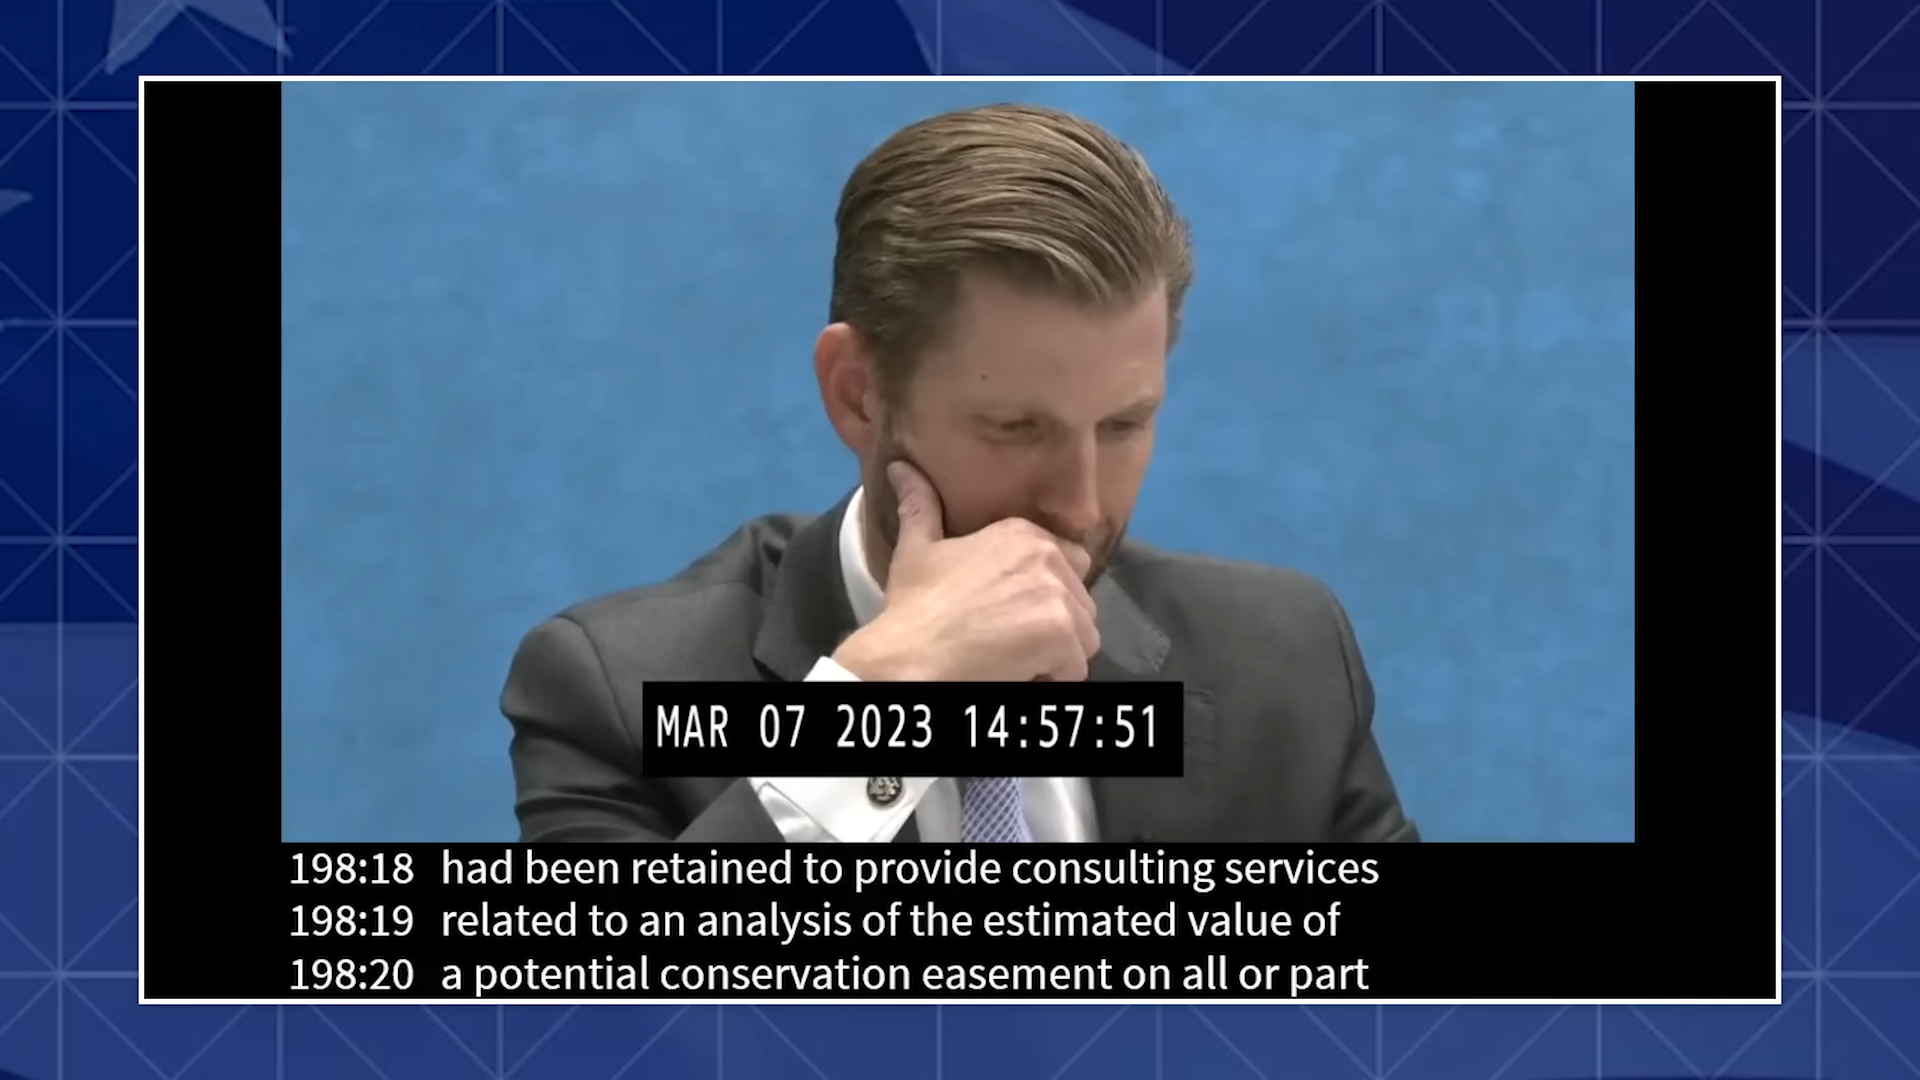 MAR 07 2023 14:57:51
198:18 had been retained to provide consulting services
198:19 related to an analysis of the estimated value of
198:20 a potential conservation easement on all or part